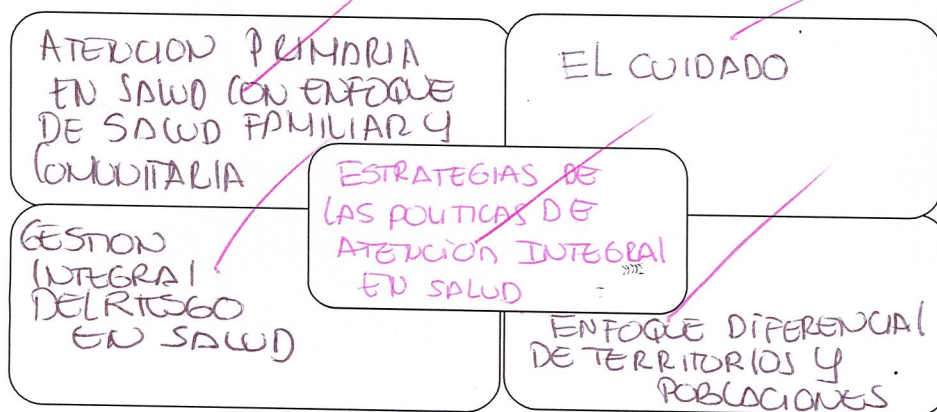 ATENCION PRIMARIA
EN SALUD CON ENFOQUE
DE SALUD FAMILIAR Y
COMUNITARIA
EL CUIDADO
ESTRATEGIAS DE
LAS POLITICAS DE
ATENCION INTEGRAL
EN SALUD
GESTION
INTEGRAL
DEL RIESGO
EN SALUD
ENFOQUE DIFERENCIAL
DE TERRITORIOS Y
POBLACIONES